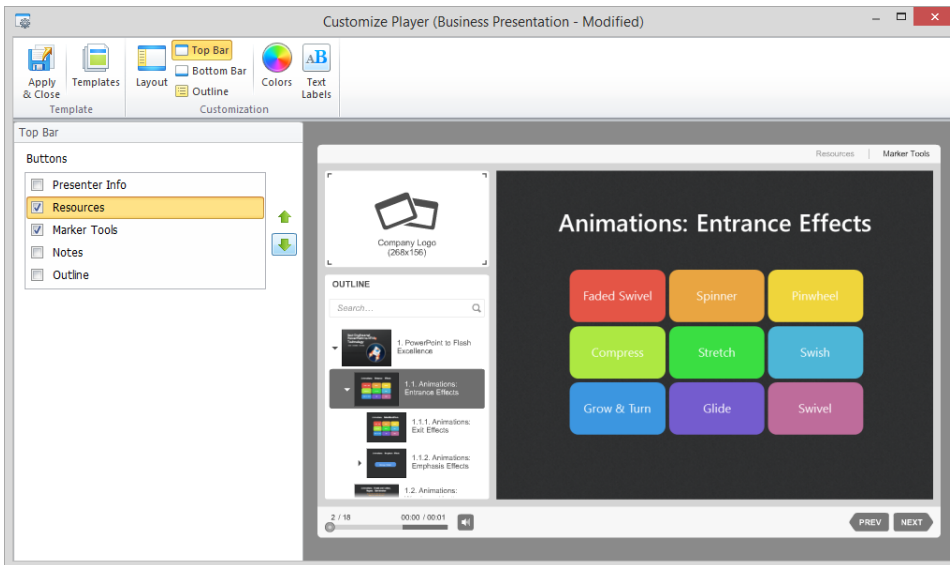 Customize Player (Business Presentation - Modified)
Apply & Close
Templates
Layout
Top Bar
Bottom Bar
Outline
Colors
AB
Text Labels
Template
Customization
Top Bar
Buttons
Presenter Info
Resources
Marker Tools
Notes
Outline
Resources | Marker Tools
Company Logo
(268x156)
OUTLINE
Search...
1. PowerPoint to Flash
Excellence
1.1. Animations:
Entrance Effects
1.1.1. Animations:
Exit Effects
1.1.2. Animations:
Emphasis Effects
1.2. Animations:
Animations: Entrance Effects
Faded Swivel
Spinner
Pinwheel
Compress
Stretch
Swish
Grow & Turn
Glide
Swivel
2 / 18
00:00 / 00:01
PREV
NEXT